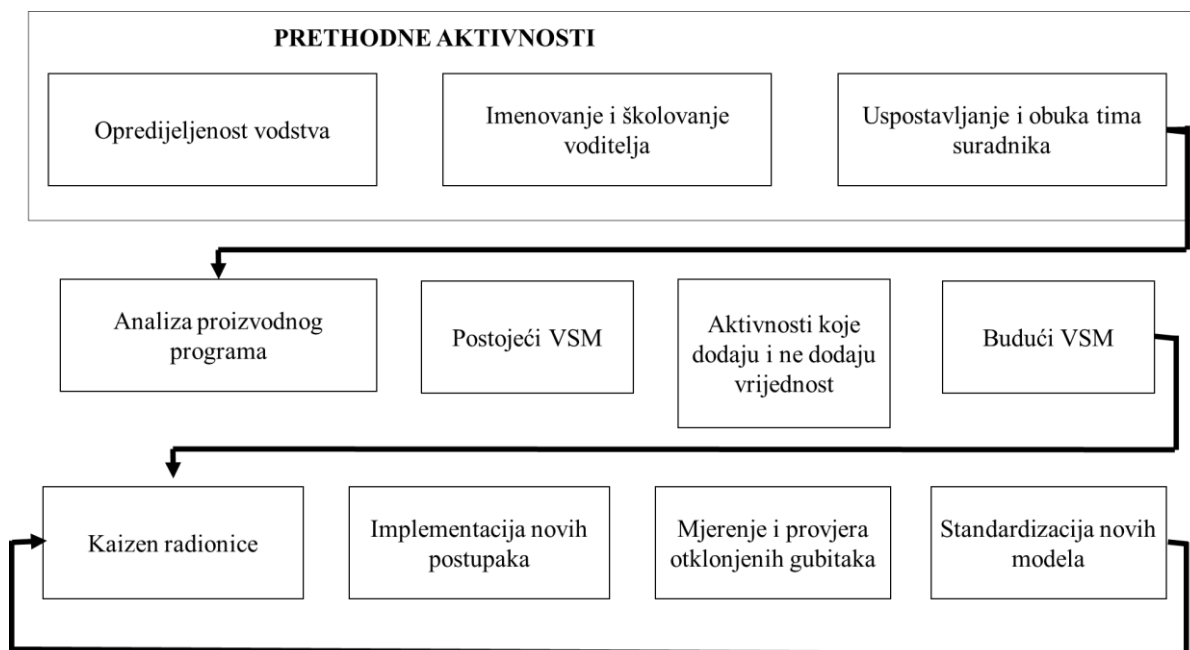 PRETHODNE AKTIVNOSTI
Opredijeljenost vodstva
Imenovanje i školovanje
voditelja
Uspostavljanje i obuka tima
suradnika
Analiza proizvodnog
programa
Postojeći VSM
Aktivnosti koje
dodaju i ne dodaju
vrijednost
Budući VSM
Kaizen radionice
Implementacija novih
postupaka
Mjerenje i provjera
otklonjenih gubitaka
Standardizacija novih
modela